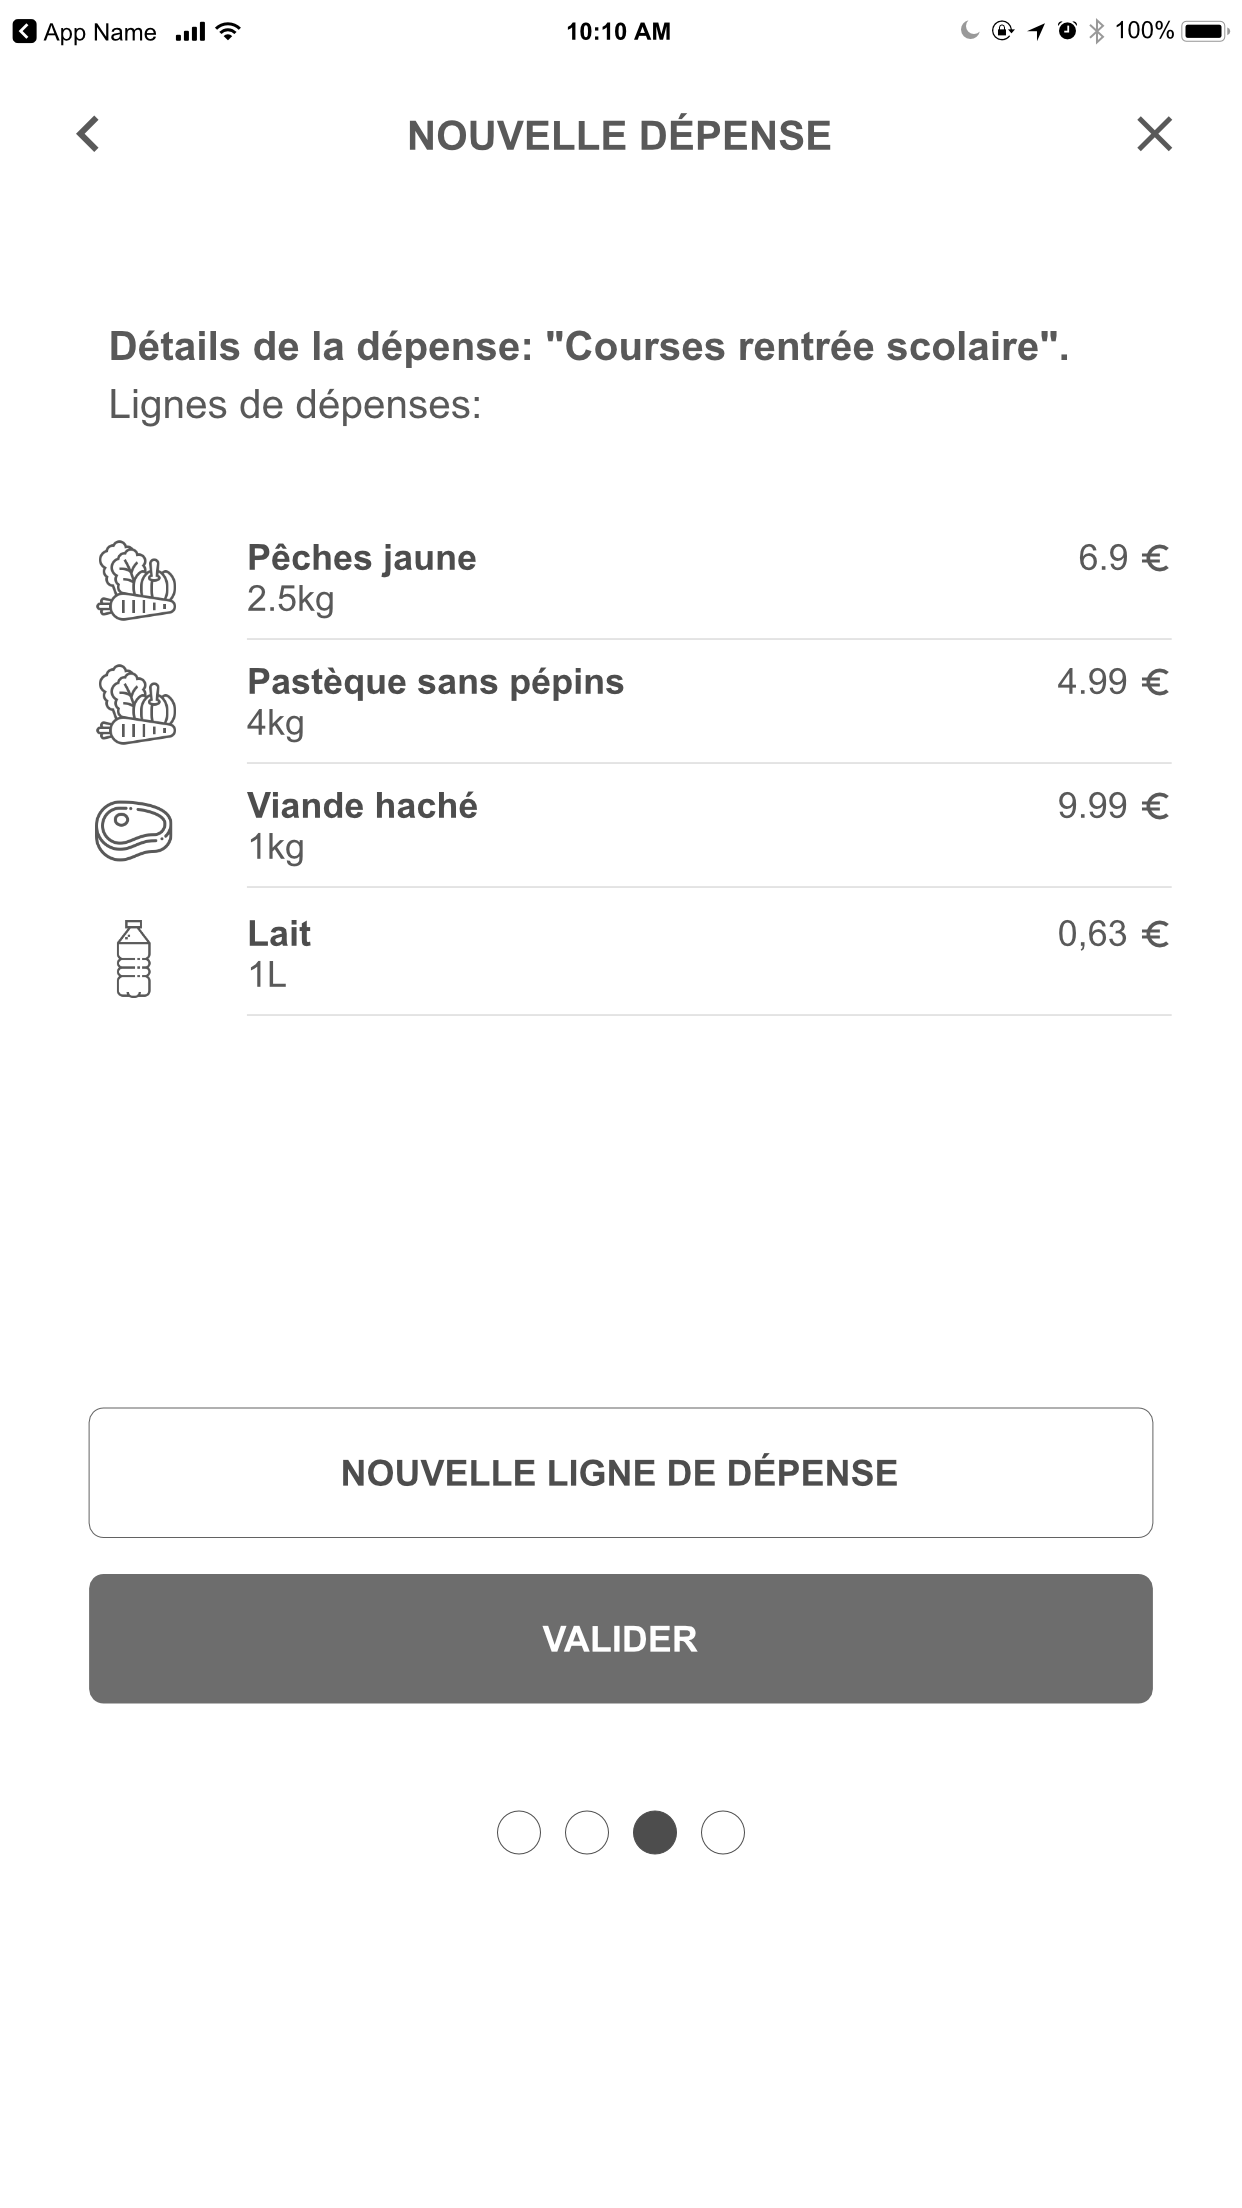 App Name
10:10 AM
100%
NOUVELLE DÉPENSE
Détails de la dépense: "Courses rentrée scolaire".
Lignes de dépenses:
Pêches jaune
6.9 €
2.5kg
Pastèque sans pépins
4.99 €
4kg
Viande haché
9.99 €
1kg
Lait
0,63 €
1L
NOUVELLE LIGNE DE DÉPENSE
VALIDER